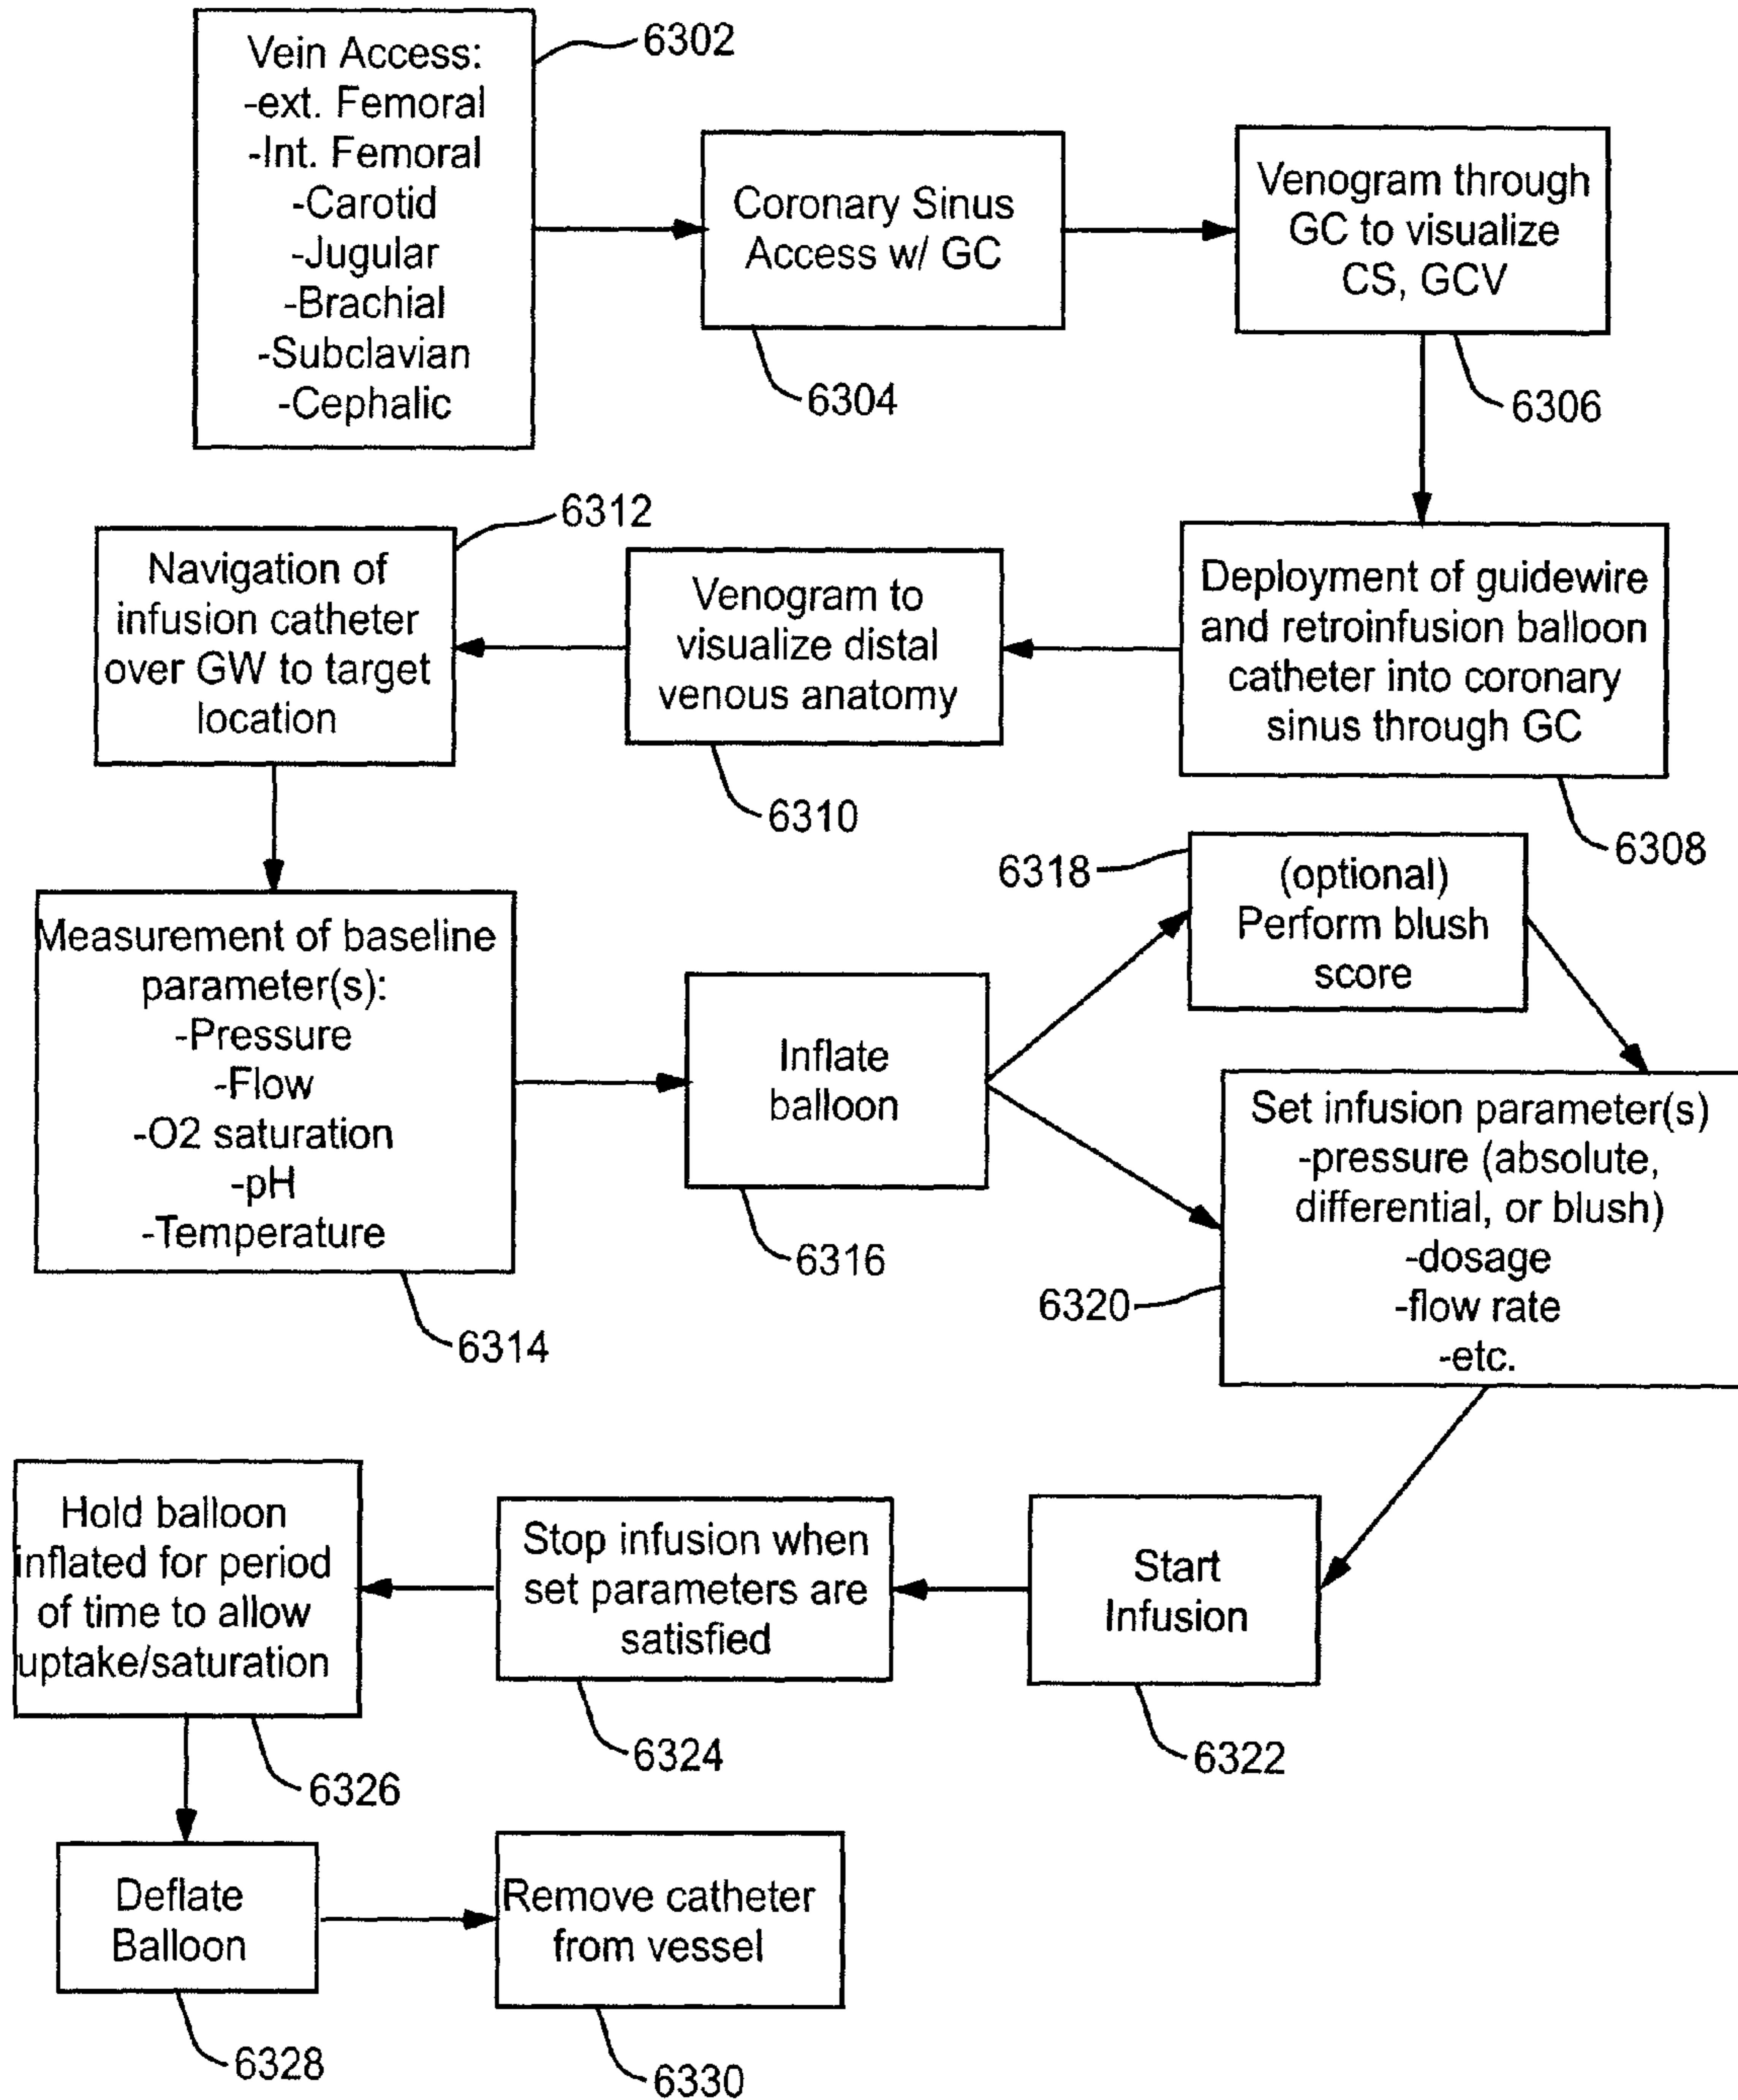 Vein Access:
-ext. Femoral
-Int. Femoral
-Carotid
-Jugular
-Brachial
-Subclavian
-Cephalic
6302
Coronary Sinus
Access w/ GC
6304
Venogram through
GC to visualize
CS, GCV
6306
Deployment of guidewire
and retroinfusion balloon
catheter into coronary
sinus through GC
6308
Venogram to
visualize distal
venous anatomy
6310
6312
Navigation of
infusion catheter
over GW to target
location
Measurement of baseline
parameter(s):
-Pressure
-Flow
-O2 saturation
-pH
-Temperature
6314
Inflate
balloon
6316
6318
(optional)
Perform blush
score
Set infusion parameter(s)
-pressure (absolute,
differential, or blush)
-dosage
-flow rate
-etc.
6320
Start
Infusion
6322
Stop infusion when
set parameters are
satisfied
6324
Hold balloon
inflated for period
of time to allow
uptake/saturation
6326
Deflate
Balloon
6328
Remove catheter
from vessel
6330